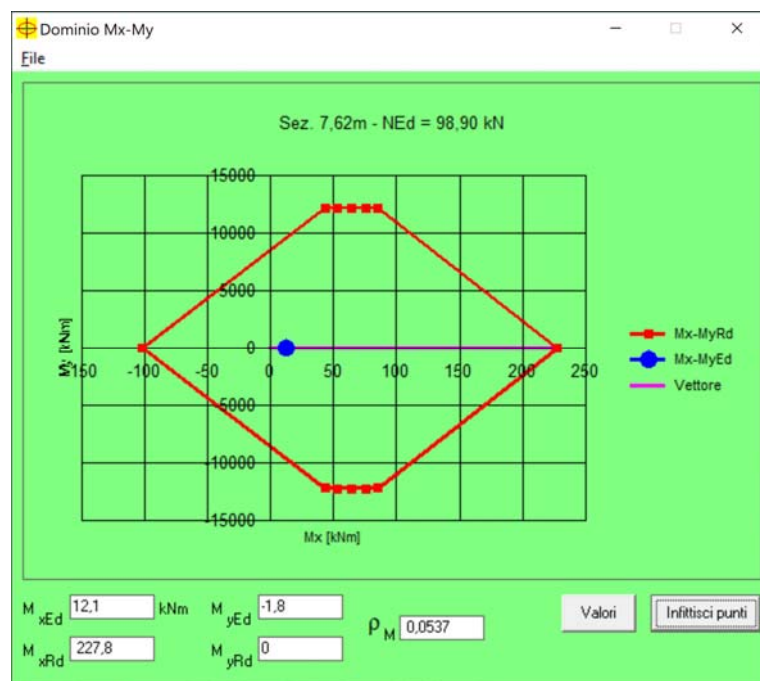 Dominio Mx-My
File
Sez. 7,62m - NEd = 98,90 kN
15000
10000
5000
0
-5000
-10000
-15000
My [kNm]
-150 -100 -50 0 50 100 150 200 250
Mx [kNm]
Mx-MyRd
Mx-MyEd
Vettore
M xEd 12,1 kNm M yEd -1,8
ρ M 0,0537
M xRd 227,8 M yRd 0
Valori Infittisci punti